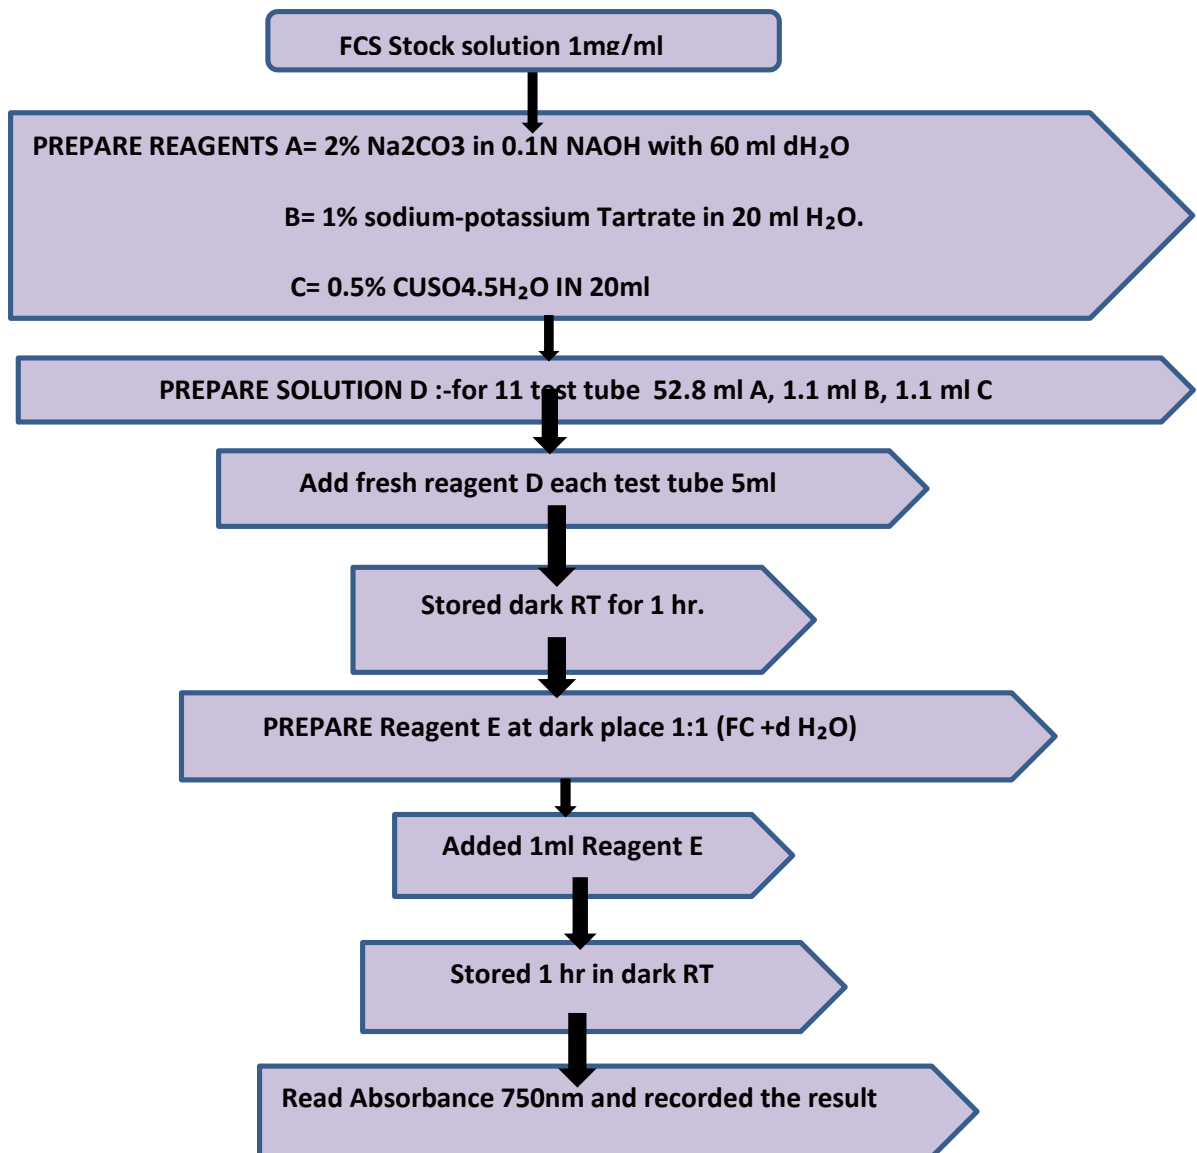 FCS Stock solution 1mg/ml
PREPARE REAGENTS A= 2% Na2CO3 in 0.1N NAOH with 60 ml dH₂O
B= 1% sodium-potassium Tartrate in 20 ml H₂O.
C= 0.5% CUSO4.5H₂O IN 20ml
PREPARE SOLUTION D :-for 11 test tube 52.8 ml A, 1.1 ml B, 1.1 ml C
Add fresh reagent D each test tube 5ml
Stored dark RT for 1 hr.
PREPARE Reagent E at dark place 1:1 (FC +d H₂O)
Added 1ml Reagent E
Stored 1 hr in dark RT
Read Absorbance 750nm and recorded the result